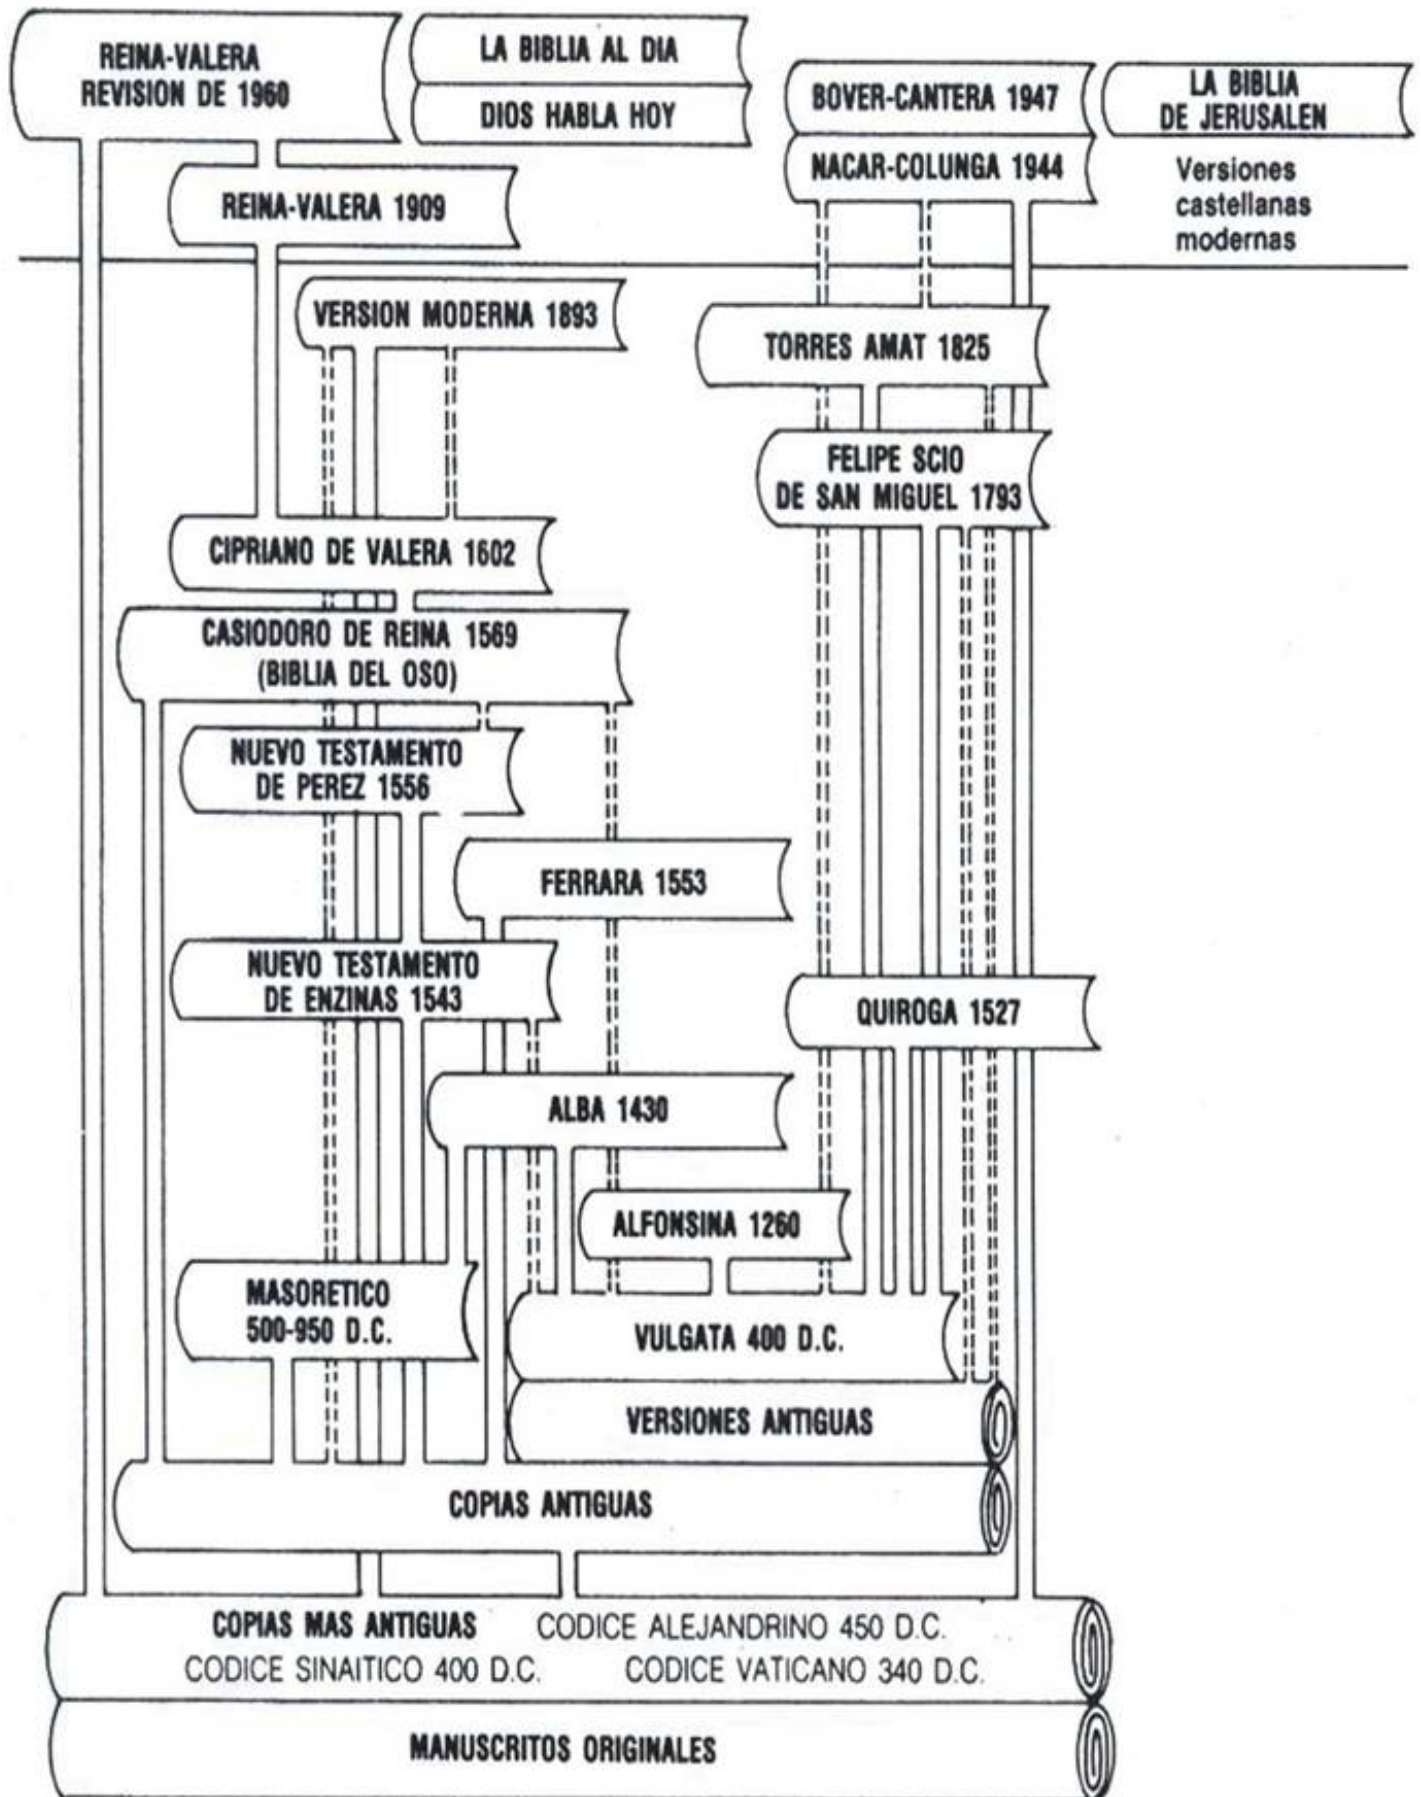 REINA-VALERA
REVISION DE 1960
LA BIBLIA AL DIA
DIOS HABLA HOY
BOVER-CANTERA 1947
LA BIBLIA
DE JERUSALEN
NACAR-COLUNGA 1944
Versiones
castellanas
modernas
REINA-VALERA 1909
VERSION MODERNA 1893
TORRES AMAT 1825
FELIPE SCIO
DE SAN MIGUEL 1793
CIPRIANO DE VALERA 1602
CASIODORO DE REINA 1569
(BIBLIA DEL OSO)
NUEVO TESTAMENTO
DE PEREZ 1556
FERRARA 1553
NUEVO TESTAMENTO
DE ENZINAS 1543
QUIROGA 1527
ALBA 1430
ALFONSINA 1260
MASORETICO
500-950 D.C.
VULGATA 400 D.C.
VERSIONES ANTIGUAS
COPIAS ANTIGUAS
COPIAS MAS ANTIGUAS CODICE ALEJANDRINO 450 D.C.
CODICE SINAITICO 400 D.C. CODICE VATICANO 340 D.C.
MANUSCRITOS ORIGINALES